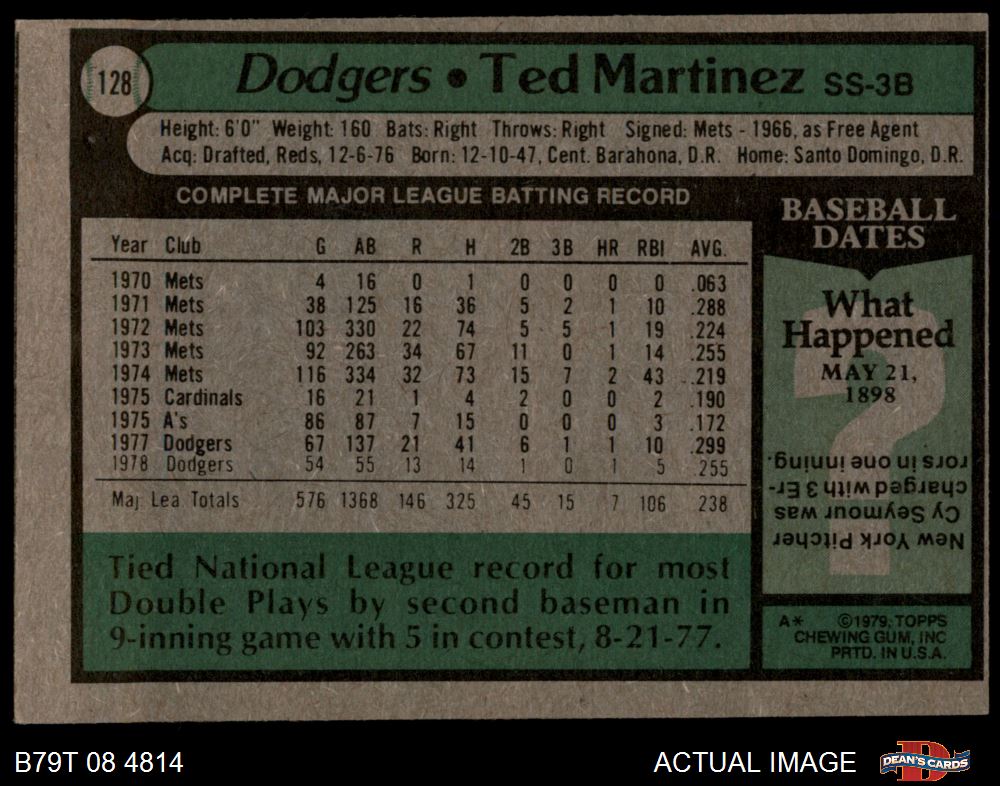 128
Dodgers • Ted Martinez SS-3B
Height: 6'0" Weight: 160 Bats: Right Throws: Right Signed: Mets - 1966, as Free Agent
Acq: Drafted, Reds, 12-6-76 Born: 12-10-47, Cent. Barahona, D.R. Home: Santo Domingo, D.R.
COMPLETE MAJOR LEAGUE BATTING RECORD
Year Club G AB R H 2B 3B HR RBI AVG.
1970 Mets 4 16 0 1 0 0 0 0 .063
1971 Mets 38 125 16 36 5 2 1 10 .288
1972 Mets 103 330 22 74 5 5 1 19 .224
1973 Mets 92 263 34 67 11 0 1 14 .255
1974 Mets 116 334 32 73 15 7 2 43 .219
1975 Cardinals 16 21 1 4 2 0 0 2 .190
1975 A's 86 87 7 15 0 0 0 3 .172
1977 Dodgers 67 137 21 41 6 1 1 10 .299
1978 Dodgers 54 55 13 14 1 0 1 5 .255
Maj Lea Totals 576 1368 146 325 45 15 7 106 .238
Tied National League record for most
Double Plays by second baseman in
9-inning game with 5 in contest, 8-21-77.
BASEBALL
DATES
What
Happened
MAY 21,
1898
New York Pitcher
Cy Seymour was
charged with 3 Er-
rors in one inning.
A* ©1979, TOPPS
CHEWING GUM, INC
PRTD. IN U.S.A.
B79T 08 4814
ACTUAL IMAGE
DEAN'S CARDS